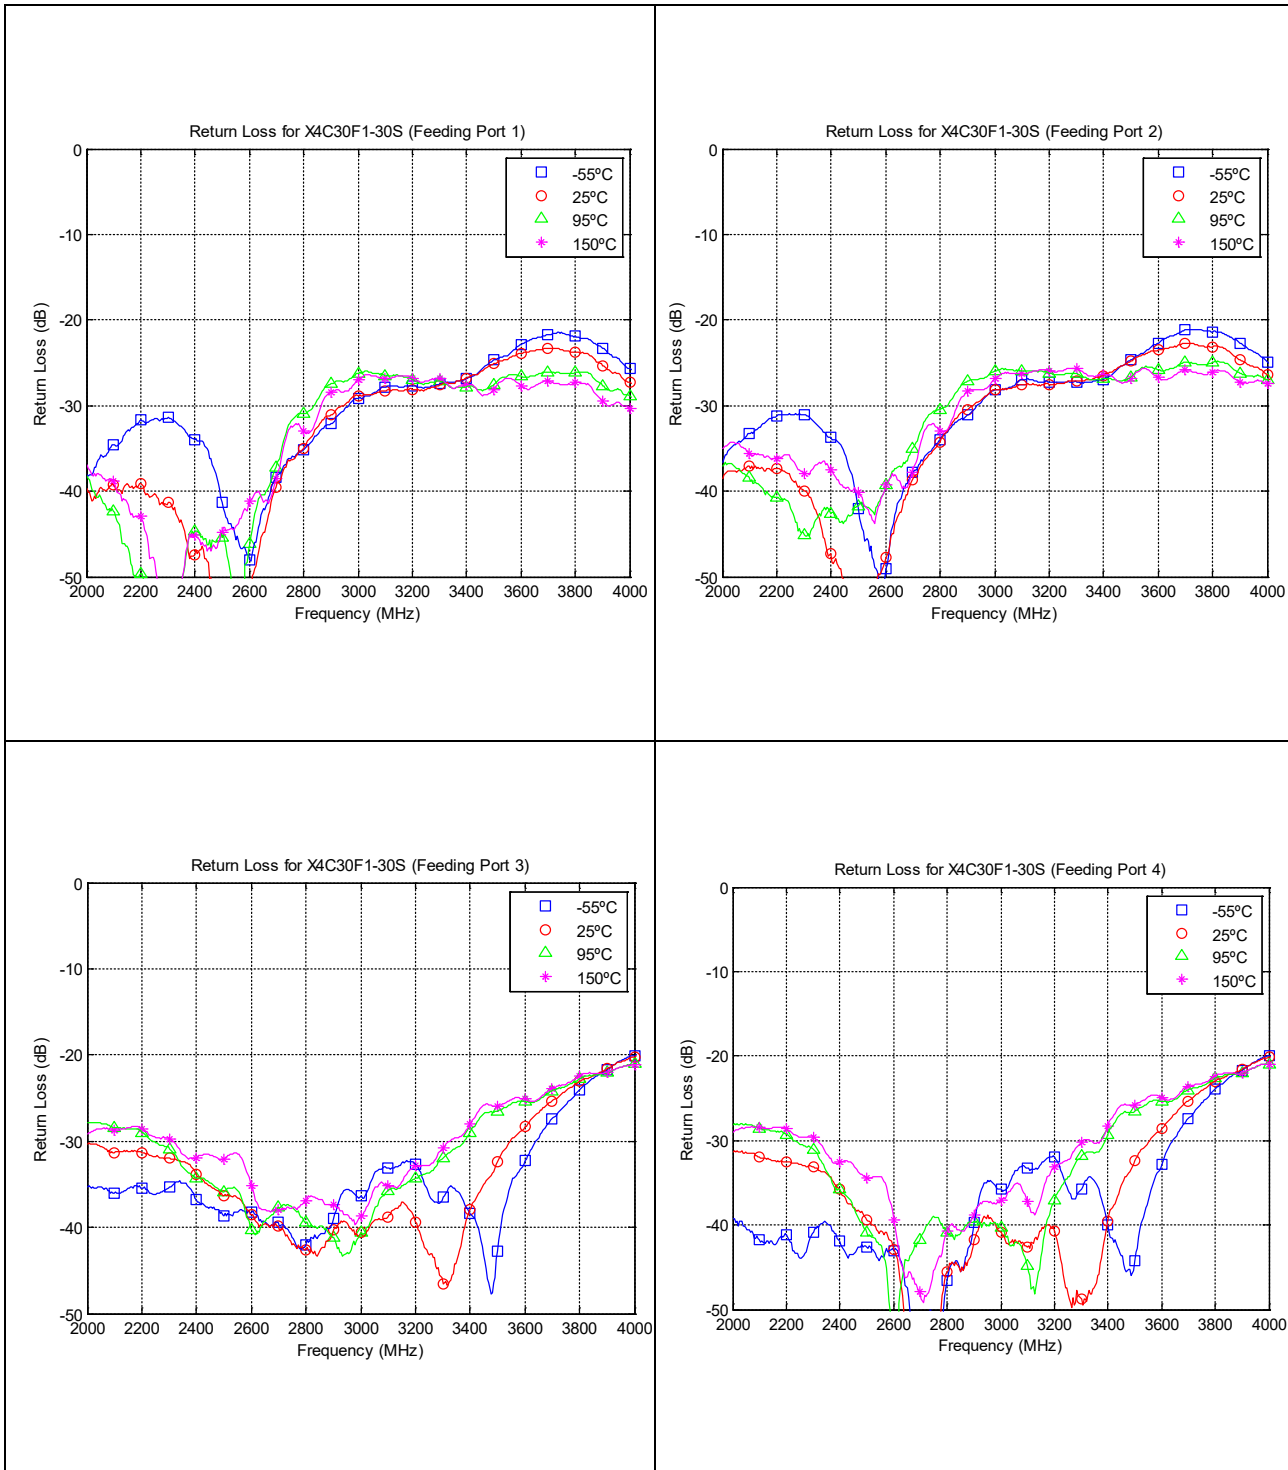 Return Loss for X4C30F1-30S (Feeding Port 1)
0
-10
-20
-30
-40
-50
Return Loss (dB)
-55ºC
25ºC
95ºC
150ºC
2000 2200 2400 2600 2800 3000 3200 3400 3600 3800 4000
Frequency (MHz)
Return Loss for X4C30F1-30S (Feeding Port 2)
0
-10
-20
-30
-40
-50
Return Loss (dB)
-55ºC
25ºC
95ºC
150ºC
2000 2200 2400 2600 2800 3000 3200 3400 3600 3800 4000
Frequency (MHz)
Return Loss for X4C30F1-30S (Feeding Port 3)
0
-10
-20
-30
-40
-50
Return Loss (dB)
-55ºC
25ºC
95ºC
150ºC
2000 2200 2400 2600 2800 3000 3200 3400 3600 3800 4000
Frequency (MHz)
Return Loss for X4C30F1-30S (Feeding Port 4)
0
-10
-20
-30
-40
-50
Return Loss (dB)
-55ºC
25ºC
95ºC
150ºC
2000 2200 2400 2600 2800 3000 3200 3400 3600 3800 4000
Frequency (MHz)